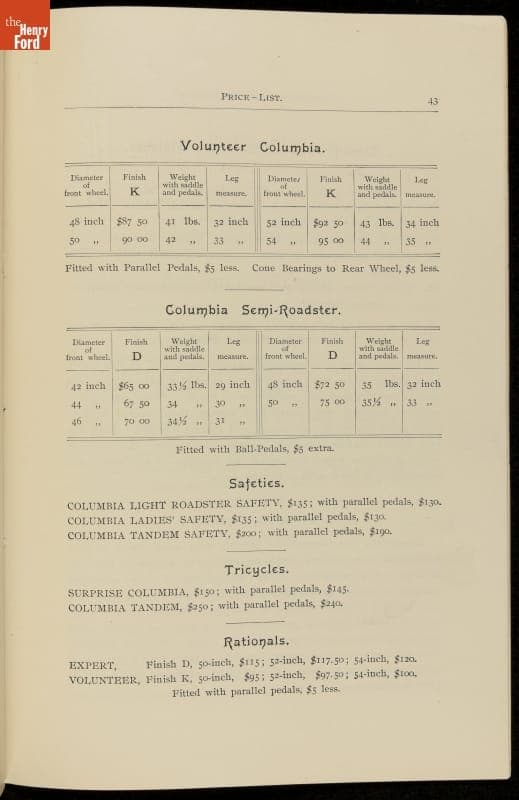 the
Henry
Ford
PRICE-LIST.
43
Volunteer Columbia.
Diameter of front wheel. Finish K Weight with saddle and pedals. Leg measure. Diameter of front wheel. Finish K Weight with saddle and pedals. Leg measure.
48 inch $87 50 41 lbs. 32 inch 52 inch $92 50 43 lbs. 34 inch
50 „ 90 00 42 „ 33 „ 54 „ 95 00 44 „ 35 „
Fitted with Parallel Pedals, $5 less. Cone Bearings to Rear Wheel, $5 less.
Columbia Semi-Roadster.
Diameter of front wheel. Finish D Weight with saddle and pedals. Leg measure. Diameter of front wheel. Finish D Weight with saddle and pedals. Leg measure.
42 inch $65 00 33½ lbs. 29 inch 48 inch $72 50 35 lbs. 32 inch
44 „ 67 50 34 „ 30 „ 50 „ 75 00 35½ „ 33 „
46 „ 70 00 34½ „ 31 „
Fitted with Ball-Pedals, $5 extra.
Safeties.
COLUMBIA LIGHT ROADSTER SAFETY, $135; with parallel pedals, $130.
COLUMBIA LADIES' SAFETY, $135; with parallel pedals, $130.
COLUMBIA TANDEM SAFETY, $200; with parallel pedals, $190.
Tricycles.
SURPRISE COLUMBIA, $150; with parallel pedals, $145.
COLUMBIA TANDEM, $250; with parallel pedals, $240.
Rationals.
EXPERT, Finish D, 50-inch, $115; 52-inch, $117.50; 54-inch, $120.
VOLUNTEER, Finish K, 50-inch, $95; 52-inch, $97.50; 54-inch, $100.
Fitted with parallel pedals, $5 less.